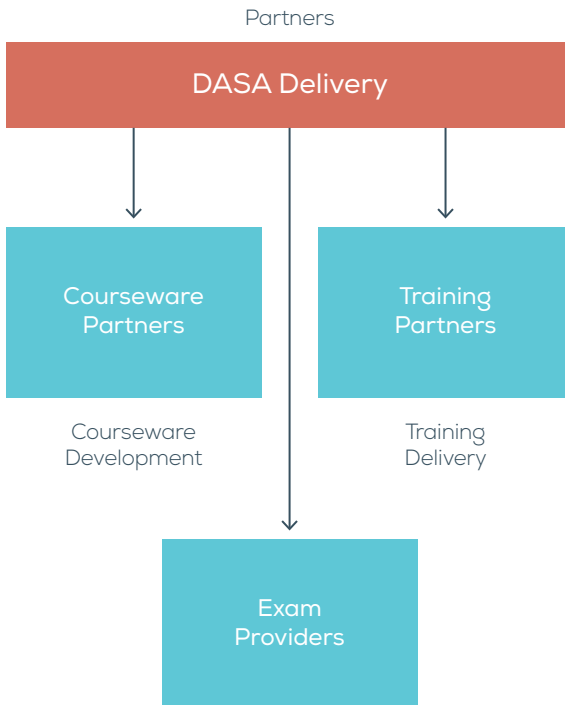 Partners
DASA Delivery
Courseware
Partners
Training
Partners
Courseware
Development
Training
Delivery
Exam
Providers